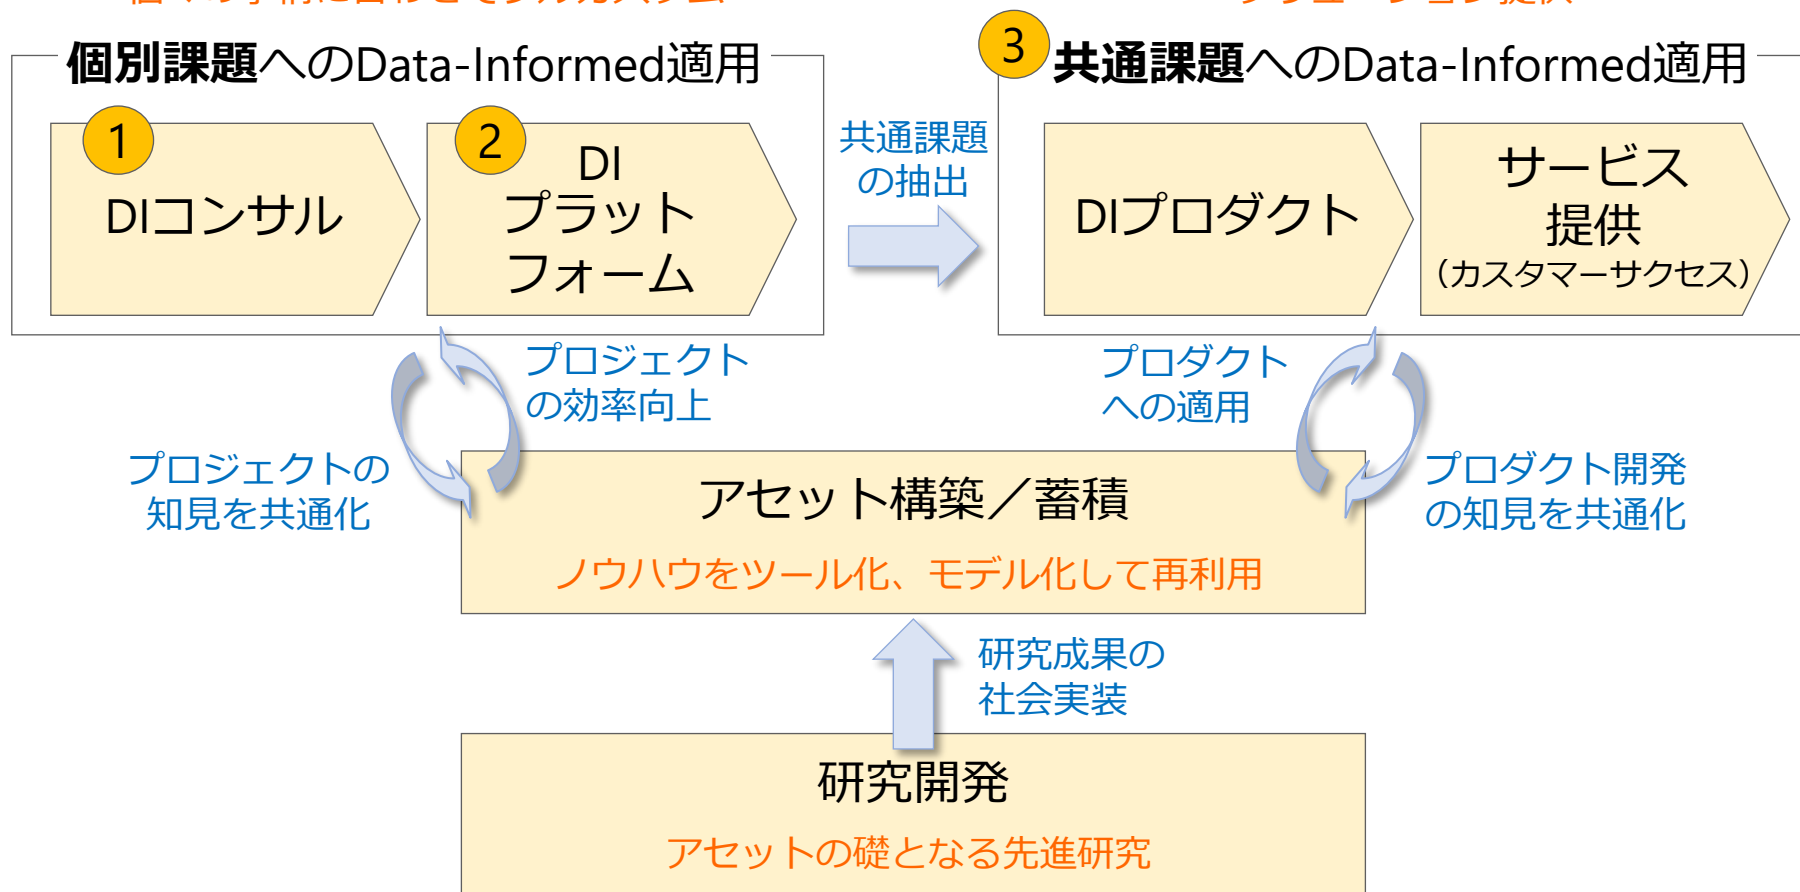 個別課題へのData-Informed適用
1
DIコンサル
2
DI
プラット
フォーム
共通課題
の抽出
3
共通課題へのData-Informed適用
DIプロダクト
サービス
提供
（カスタマーサクセス）
プロジェクト
の効率向上
プロジェクトの
知見を共通化
プロダクト
への適用
プロダクト開発
の知見を共通化
アセット構築／蓄積
ノウハウをツール化、モデル化して再利用
研究成果の
社会実装
研究開発
アセットの礎となる先進研究